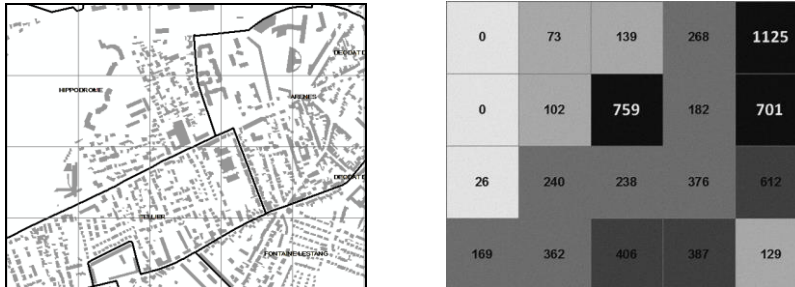 DEODAT D
HIPPODROME
ARENES
DEODAT D
TELLIER
FONTAINE LESTANG
0 73 139 268 1125
0 102 759 182 701
26 240 238 376 612
169 362 406 387 129